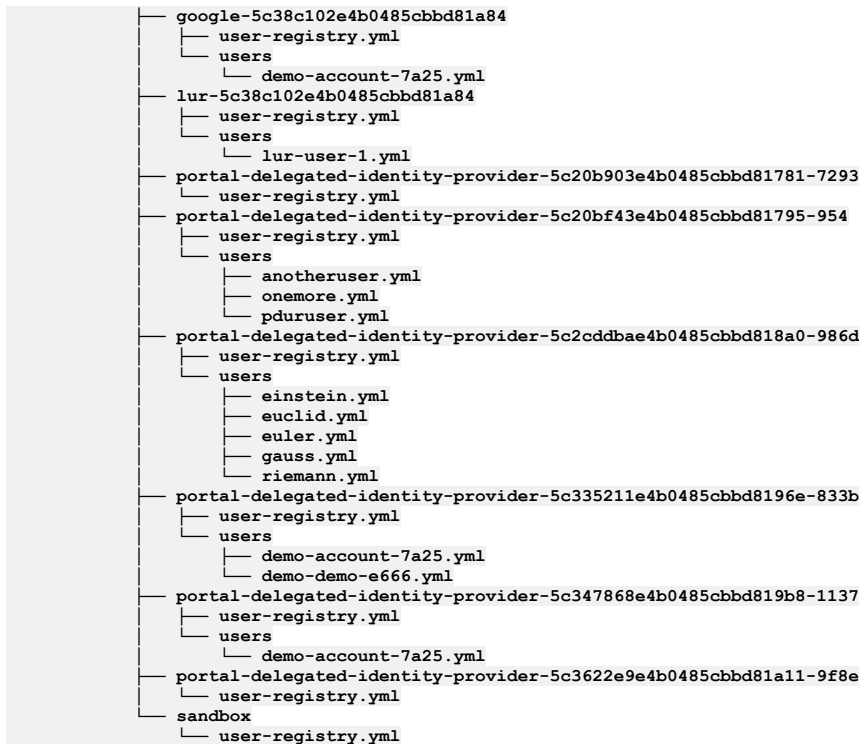 ├── google-5c38c102e4b0485cbbd81a84
│   ├── user-registry.yml
│   └── users
│       └── demo-account-7a25.yml
├── lur-5c38c102e4b0485cbbd81a84
│   ├── user-registry.yml
│   └── users
│       └── lur-user-1.yml
├── portal-delegated-identity-provider-5c20b903e4b0485cbbd81781-7293
│   └── user-registry.yml
├── portal-delegated-identity-provider-5c20bf43e4b0485cbbd81795-954
│   ├── user-registry.yml
│   └── users
│       ├── anotheruser.yml
│       ├── onemore.yml
│       └── pduruser.yml
├── portal-delegated-identity-provider-5c2cddbae4b0485cbbd818a0-986d
│   ├── user-registry.yml
│   └── users
│       ├── einstein.yml
│       ├── euclid.yml
│       ├── euler.yml
│       ├── gauss.yml
│       └── riemann.yml
├── portal-delegated-identity-provider-5c335211e4b0485cbbd8196e-833b
│   ├── user-registry.yml
│   └── users
│       ├── demo-account-7a25.yml
│       └── demo-demo-e666.yml
├── portal-delegated-identity-provider-5c347868e4b0485cbbd819b8-1137
│   ├── user-registry.yml
│   └── users
│       └── demo-account-7a25.yml
├── portal-delegated-identity-provider-5c3622e9e4b0485cbbd81a11-9f8e
│   └── user-registry.yml
└── sandbox
    └── user-registry.yml